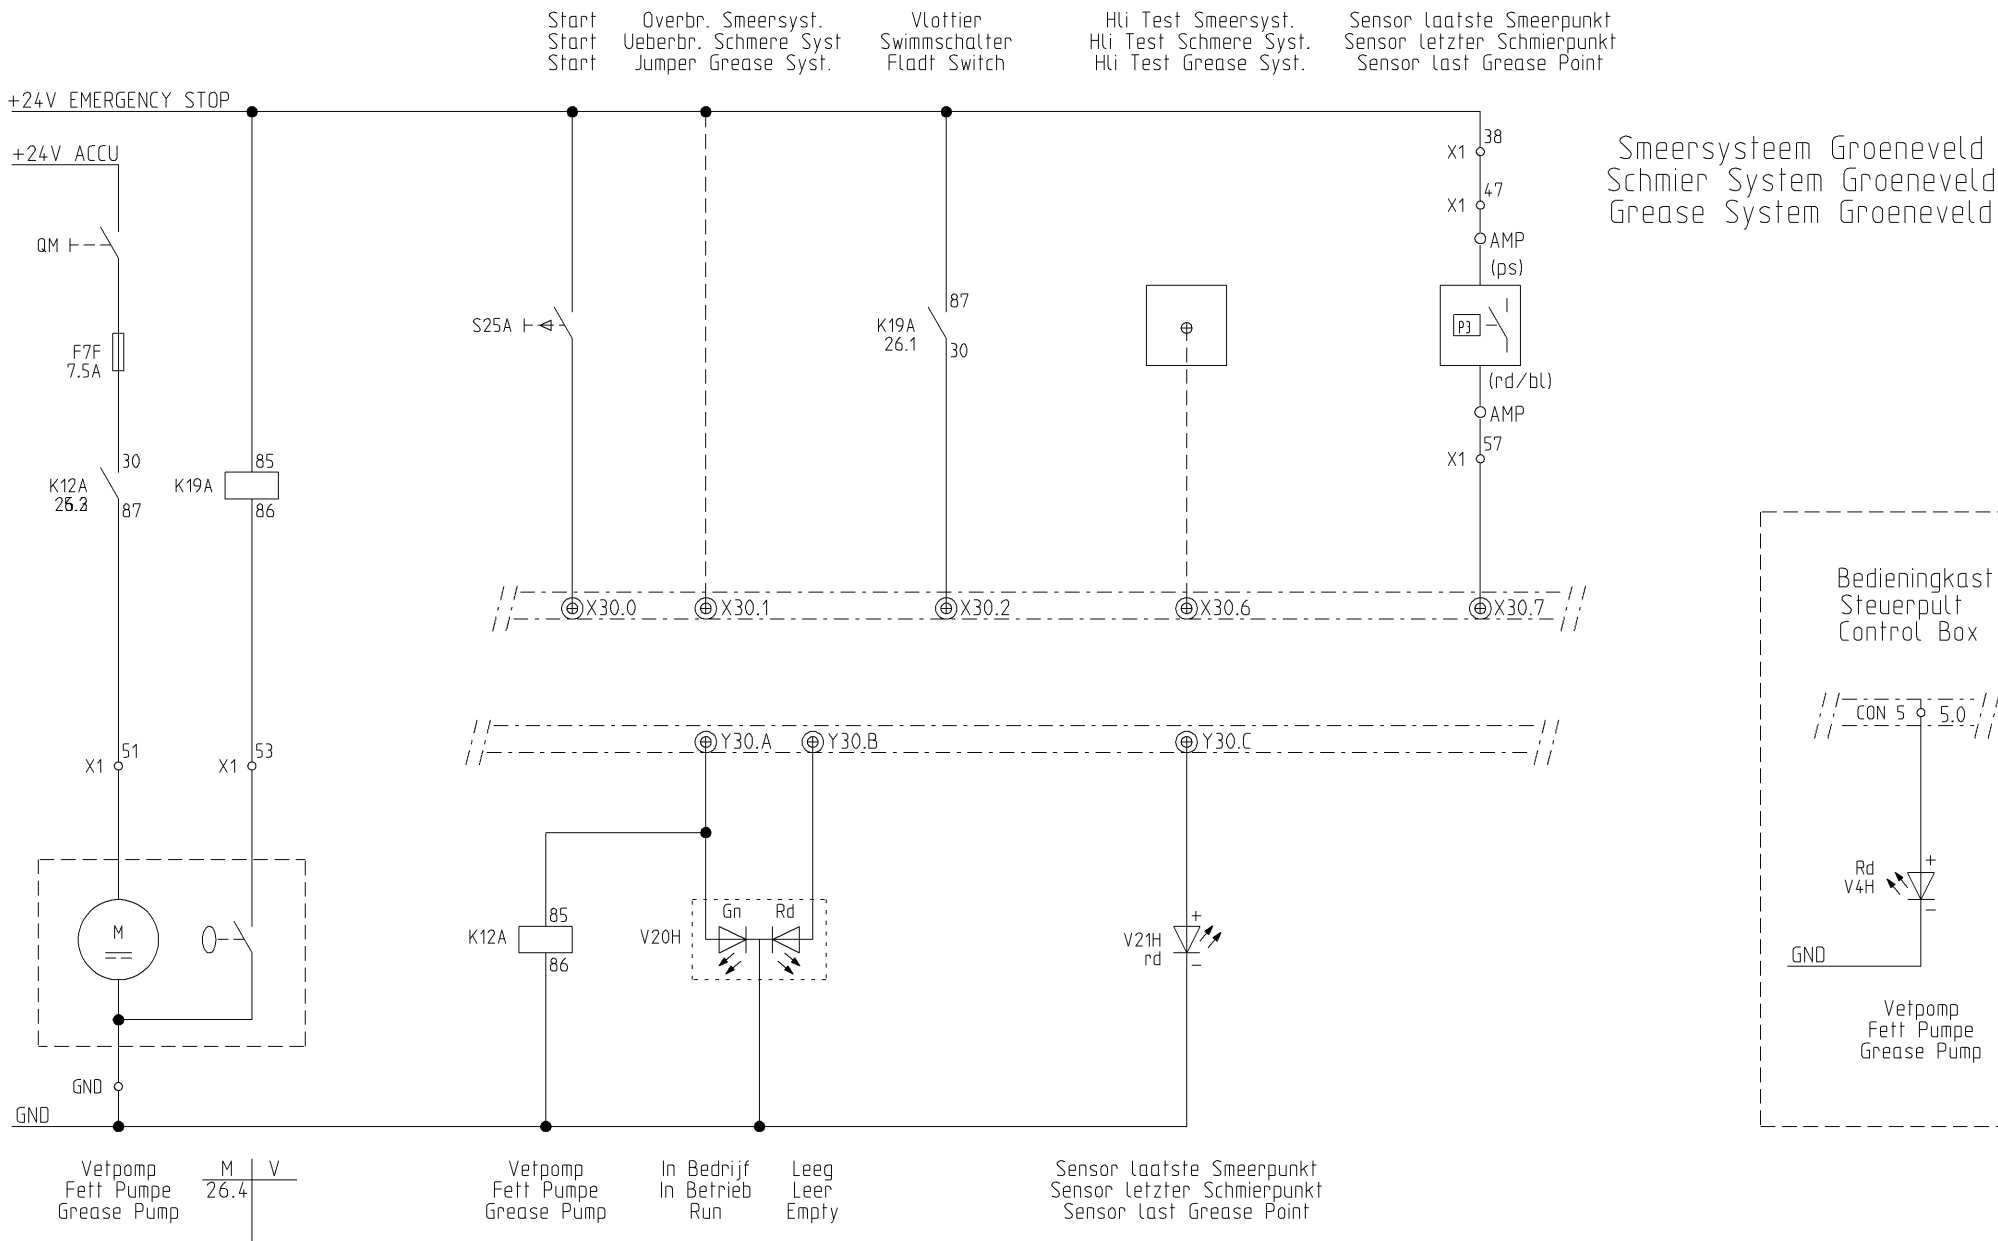 Start
Start
Start
Overbr. Smeersyst.
Ueberbr. Schmere Syst
Jumper Grease Syst.
Vlottier
Swimmschalter
Fladt Switch
Hli Test Smeersyst.
Hli Test Schmere Syst.
Hli Test Grease Syst.
Sensor laatste Smeerpunkt
Sensor letzter Schmierpunkt
Sensor last Grease Point
+24V EMERGENCY STOP
+24V ACCU
Smeersysteem Groeneveld
Schmier System Groeneveld
Grease System Groeneveld
38
X1
47
X1
AMP
(ps)
QM
S25A
87
K19A
26.1
30
P3
F7F
7.5A
(rd/bl)
AMP
57
X1
30
K12A
87
85
K19A
86
X30.0
X30.1
X30.2
X30.6
X30.7
Bedieningkast
Steuerpult
Control Box
CON 5
5.0
Y30.A
Y30.B
Y30.C
51
X1
53
X1
M
85
K12A
86
Gn
Rd
V20H
+
V21H
rd
-
+
Rd
V4H
-
GND
Vetpomp
Fett Pumpe
Grease Pump
GND
GND
Vetpomp
Fett Pumpe
Grease Pump
M V
26.4
Vetpomp
Fett Pumpe
Grease Pump
In Bedrijf
In Betrieb
Run
Leeg
Leer
Empty
Sensor laatste Smeerpunkt
Sensor letzter Schmierpunkt
Sensor last Grease Point